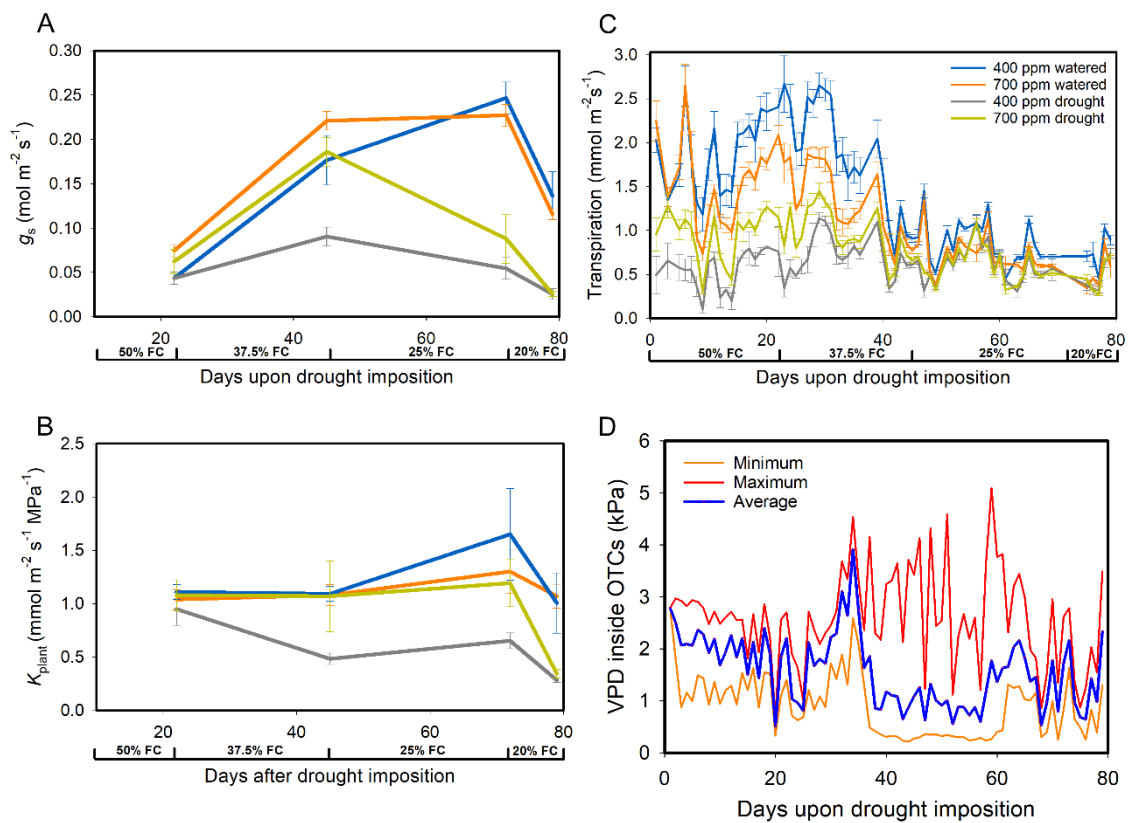 A
0.30
0.25
0.20
0.15
0.10
0.05
0.00
gs (mol m-2 s-1)
20
40
60
80
50% FC
37.5% FC
25% FC
20% FC
Days upon drought imposition
B
2.5
2.0
1.5
1.0
0.5
0.0
Kplant (mmol m-2 s-1 MPa-1)
20
40
60
80
50% FC
37.5% FC
25% FC
20% FC
Days after drought imposition
C
3.0
2.5
2.0
1.5
1.0
0.5
0.0
Transpiration (mmol m-2s-1)
400 ppm watered
700 ppm watered
400 ppm drought
700 ppm drought
0
10
20
30
40
50
60
70
80
50% FC
37.5% FC
25% FC
20%FC
Days upon drought imposition
D
6
5
4
3
2
1
0
VPD inside OTCs (kPa)
Minimum
Maximum
Average
0
20
40
60
80
Days upon drought imposition